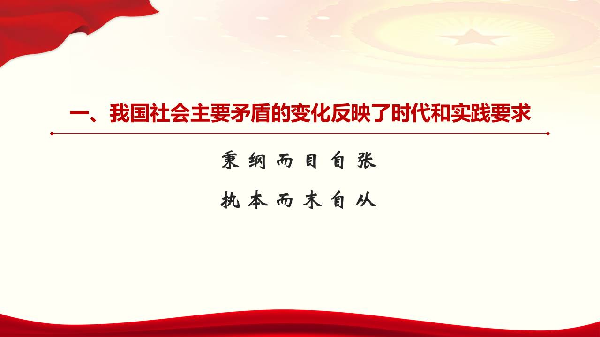 一、我国社会主要矛盾的变化反映了时代和实践要求
秉纲而目自张
执本而末自从